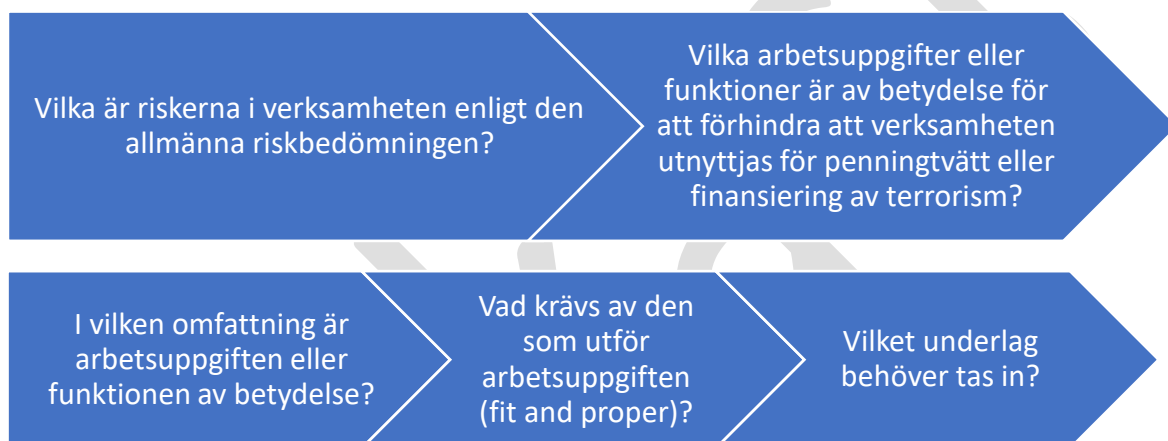 Vilka är riskerna i verksamheten enligt den
allmänna riskbedömningen?
Vilka arbetsuppgifter eller
funktioner är av betydelse för
att förhindra att verksamheten
utnyttjas för penningtvätt eller
finansiering av terrorism?
I vilken omfattning är
arbetsuppgiften eller
funktionen av betydelse?
Vad krävs av den
som utför
arbetsuppgiften
(fit and proper)?
Vilket underlag
behöver tas in?